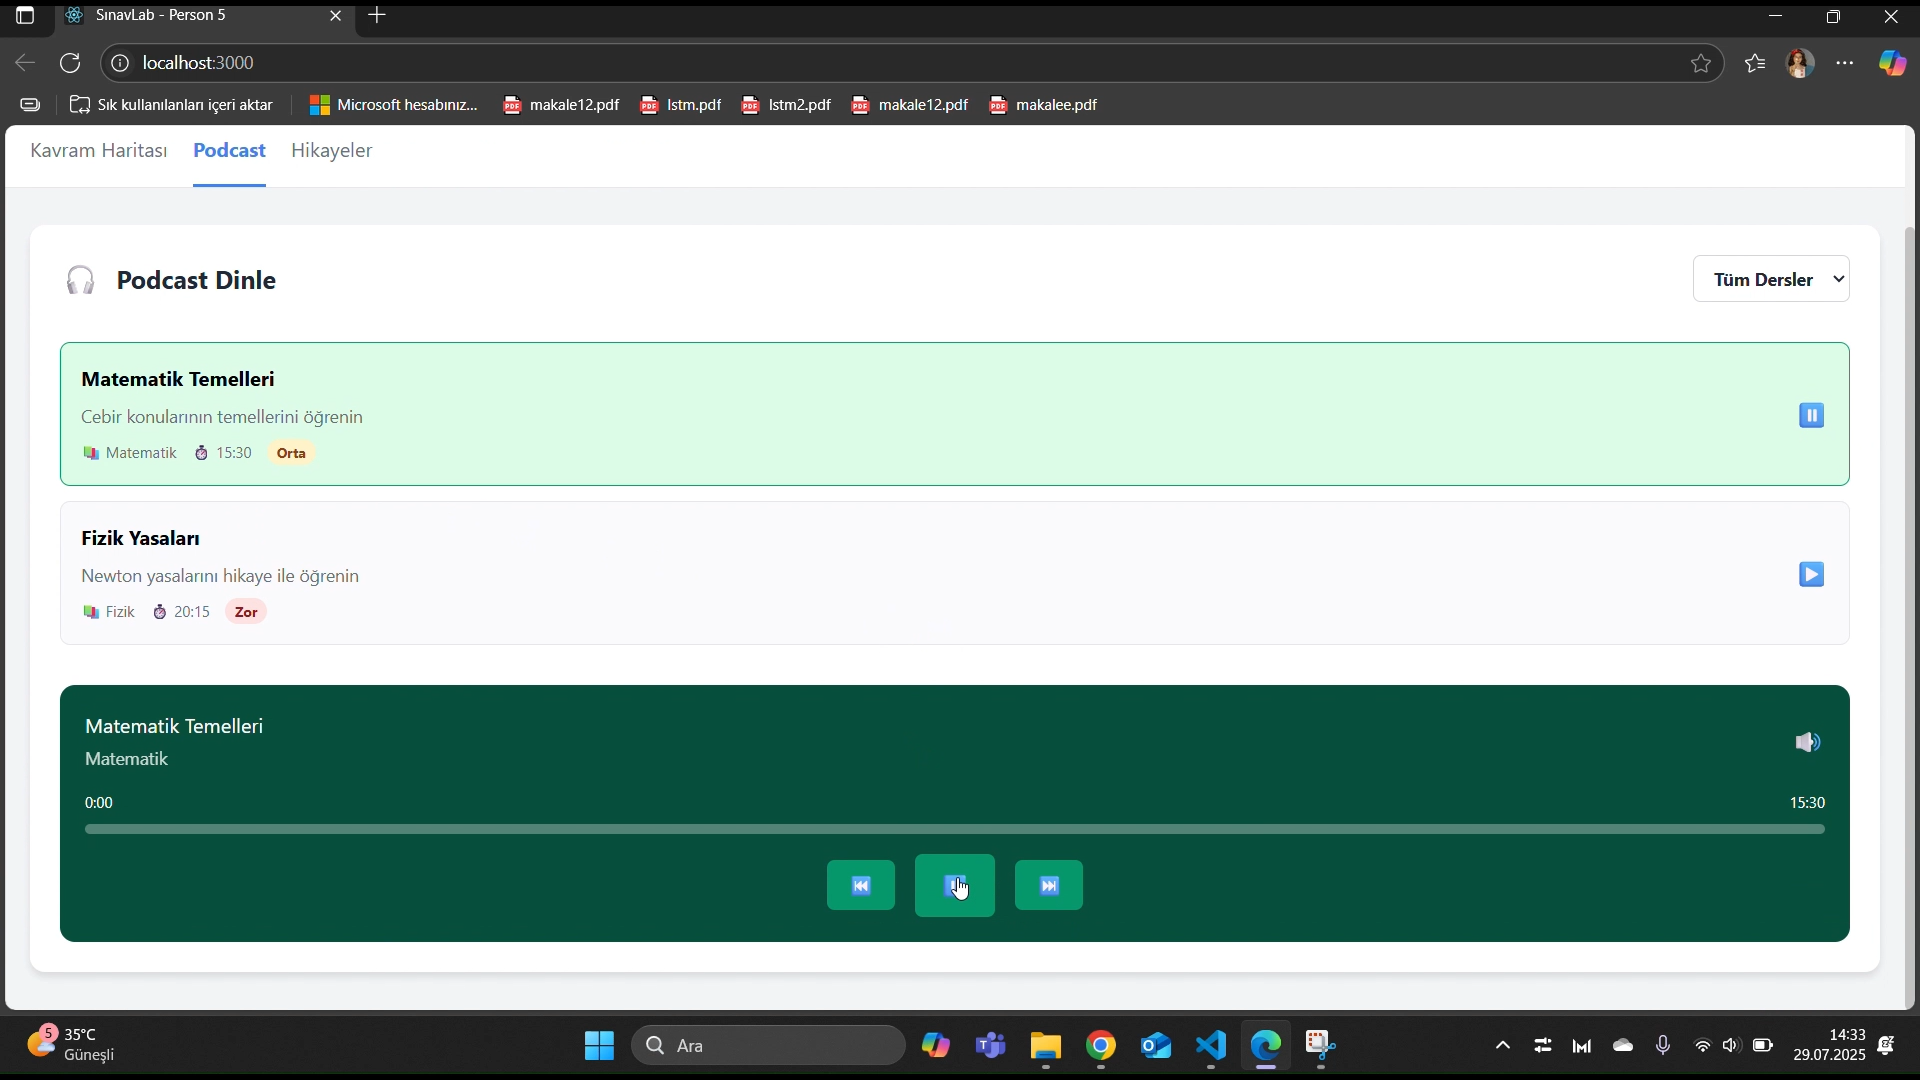 SınavLab - Person 5
localhost:3000
Sık kullanılanları içeri aktar
Microsoft hesabınız...
makale12.pdf
lstm.pdf
lstm2.pdf
makale12.pdf
makalee.pdf
Kavram Haritası
Podcast
Hikayeler
Podcast Dinle
Tüm Dersler
Matematik Temelleri
Cebir konularının temellerini öğrenin
Matematik 15:30 Orta
Fizik Yasaları
Newton yasalarını hikaye ile öğrenin
Fizik 20:15 Zor
Matematik Temelleri
Matematik
0:00
15:30
5
35°C
Güneşli
Ara
14:33
29.07.2025